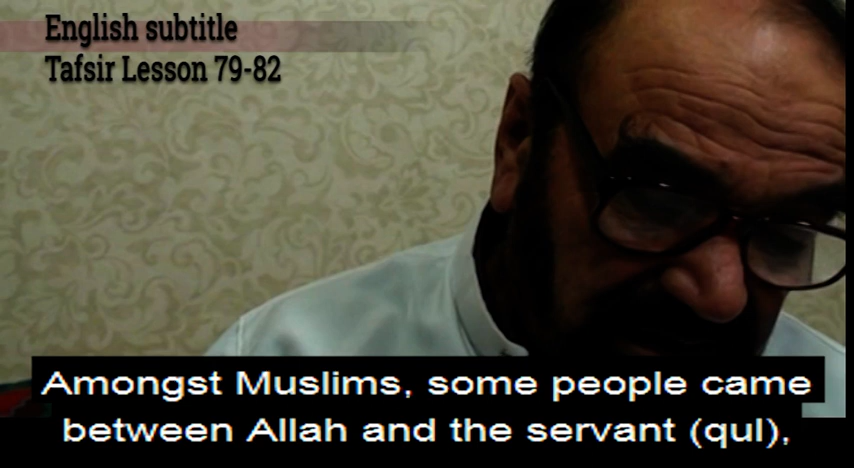 English subtitle
Tafsir Lesson 79-82
Amongst Muslims, some people came
between Allah and the servant (qul),